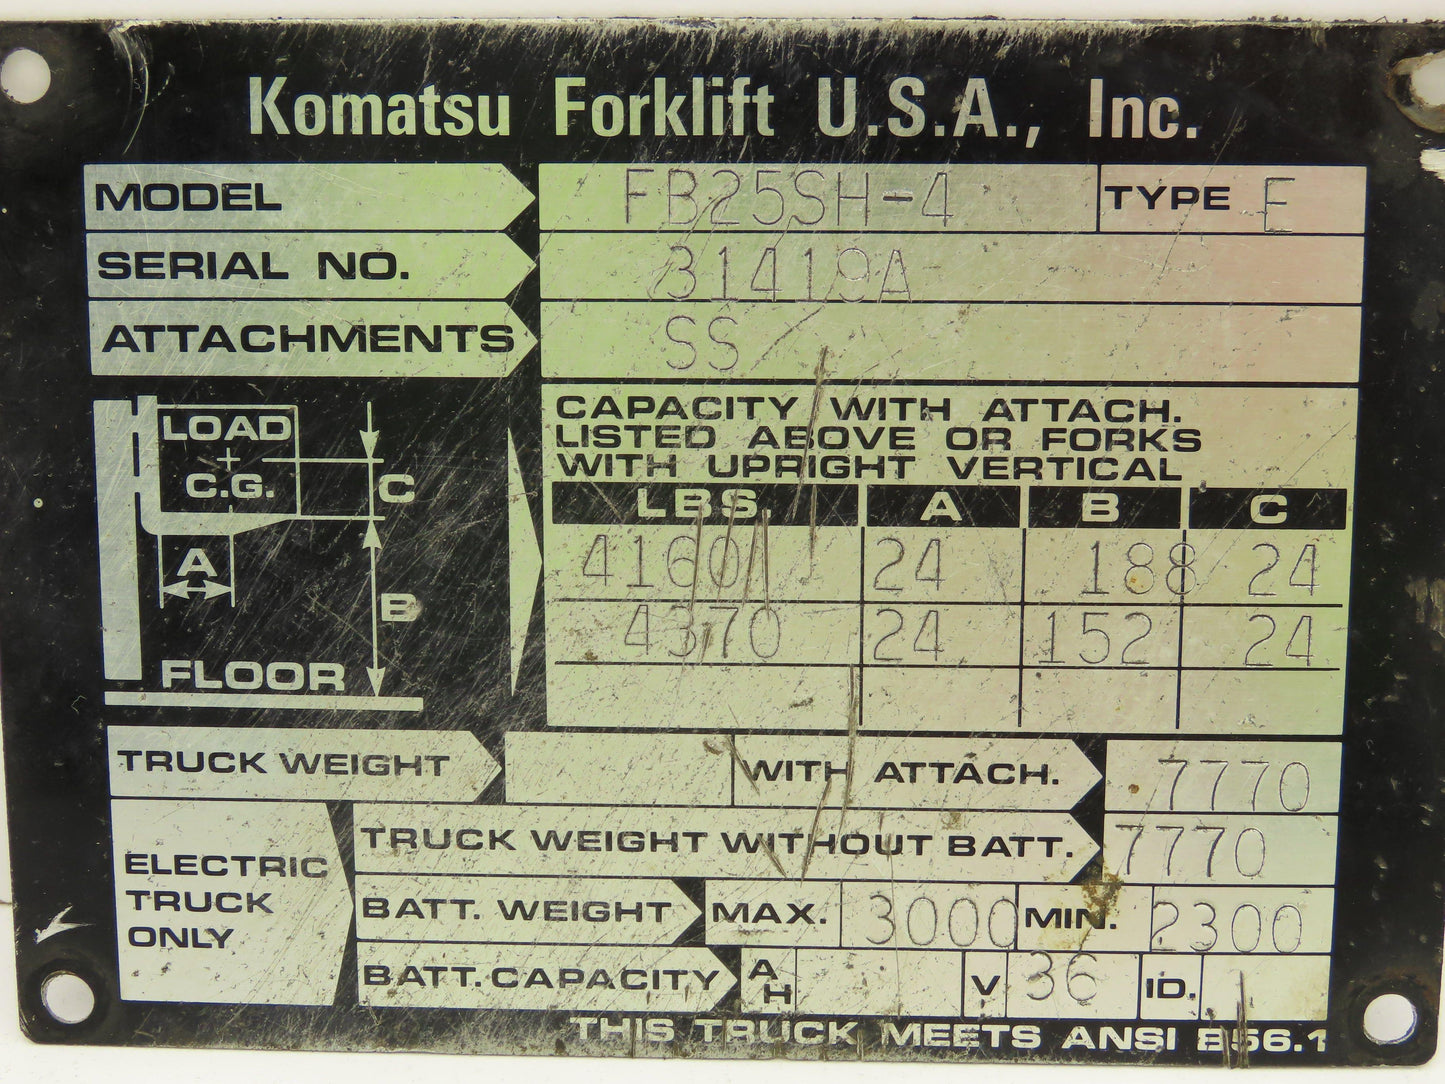 Komatsu Forklift U.S.A., Inc.
MODEL FB25SH-4 TYPE E
SERIAL NO. 31419A
ATTACHMENTS SS
LOAD
+
C.G.
C
A
B
FLOOR
CAPACITY WITH ATTACH.
LISTED ABOVE OR FORKS
WITH UPRIGHT VERTICAL
LBS. A B C
4160 24 188 24
4370 24 152 24
TRUCK WEIGHT WITH ATTACH. 7770
ELECTRIC
TRUCK
ONLY
TRUCK WEIGHT WITHOUT BATT. 7770
BATT. WEIGHT MAX. 3000 MIN. 2300
BATT. CAPACITY AH V 36 ID.
THIS TRUCK MEETS ANSI B56.1